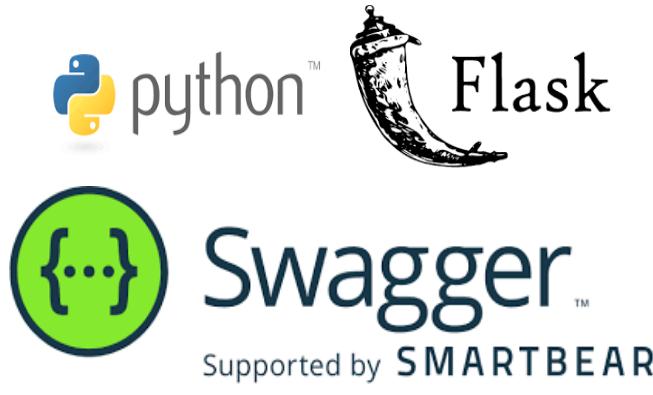 python™
Flask
{...}
Swagger™
Supported by SMARTBEAR